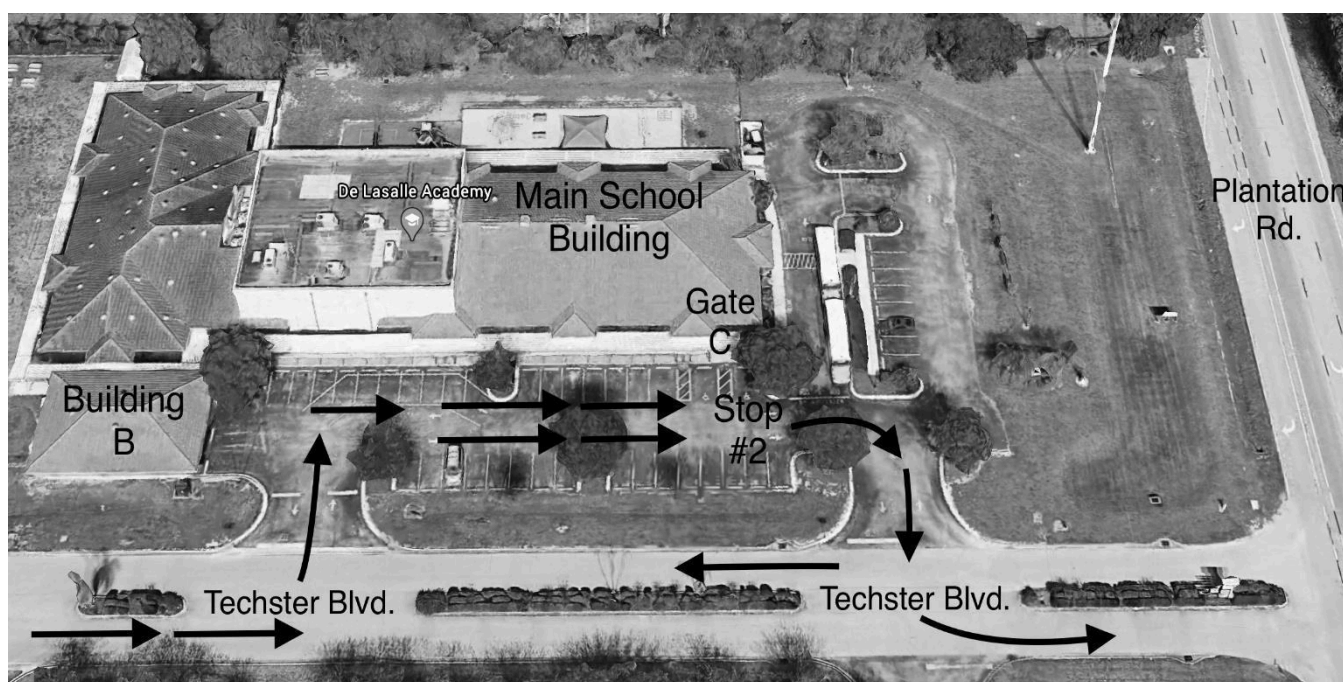 De Lasalle Academy
Main School
Building
Plantation
Rd.
Gate
C
Building
B
Stop
#2
Techster Blvd.
Techster Blvd.